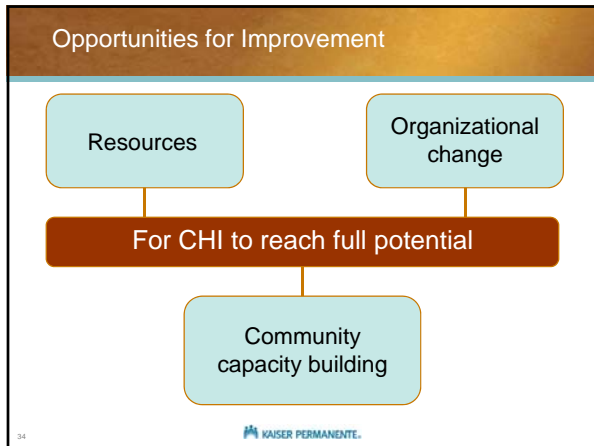 Opportunities for Improvement
Resources
Organizational
change
For CHI to reach full potential
Community
capacity building
34
KAISER PERMANENTE®